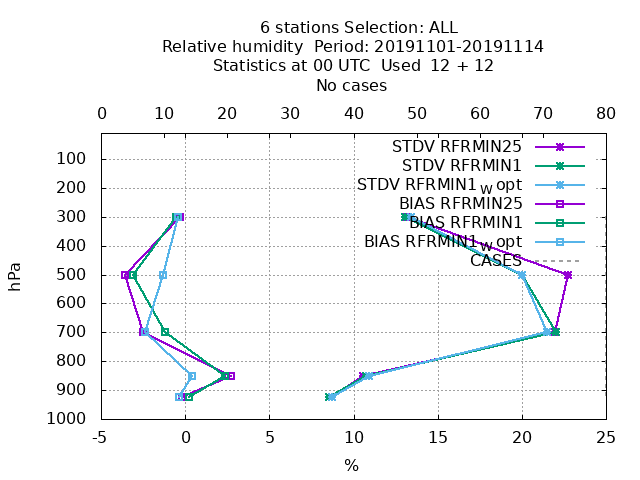 6 stations Selection: ALL
Relative humidity  Period: 20191101-20191114
Statistics at 00 UTC  Used  12 + 12
No cases
0 10 20 30 40 50 60 70 80
STDV RFRMIN25
STDV RFRMIN1
STDV RFRMIN1_W opt
BIAS RFRMIN25
BIAS RFRMIN1
BIAS RFRMIN1_W opt
CASES
hPa
100
200
300
400
500
600
700
800
900
1000
-5 0 5 10 15 20 25
%